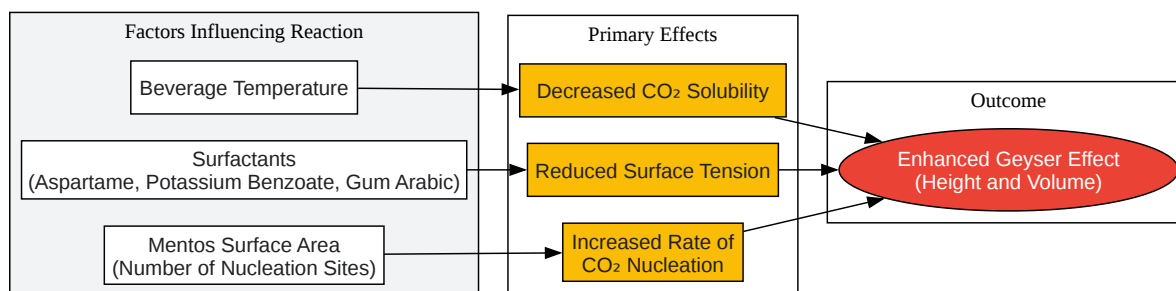 Factors Influencing Reaction
Beverage Temperature
Surfactants
(Aspartame, Potassium Benzoate, Gum Arabic)
Mentos Surface Area
(Number of Nucleation Sites)
Primary Effects
Decreased CO₂ Solubility
Reduced Surface Tension
Increased Rate of
CO₂ Nucleation
Outcome
Enhanced Geyser Effect
(Height and Volume)